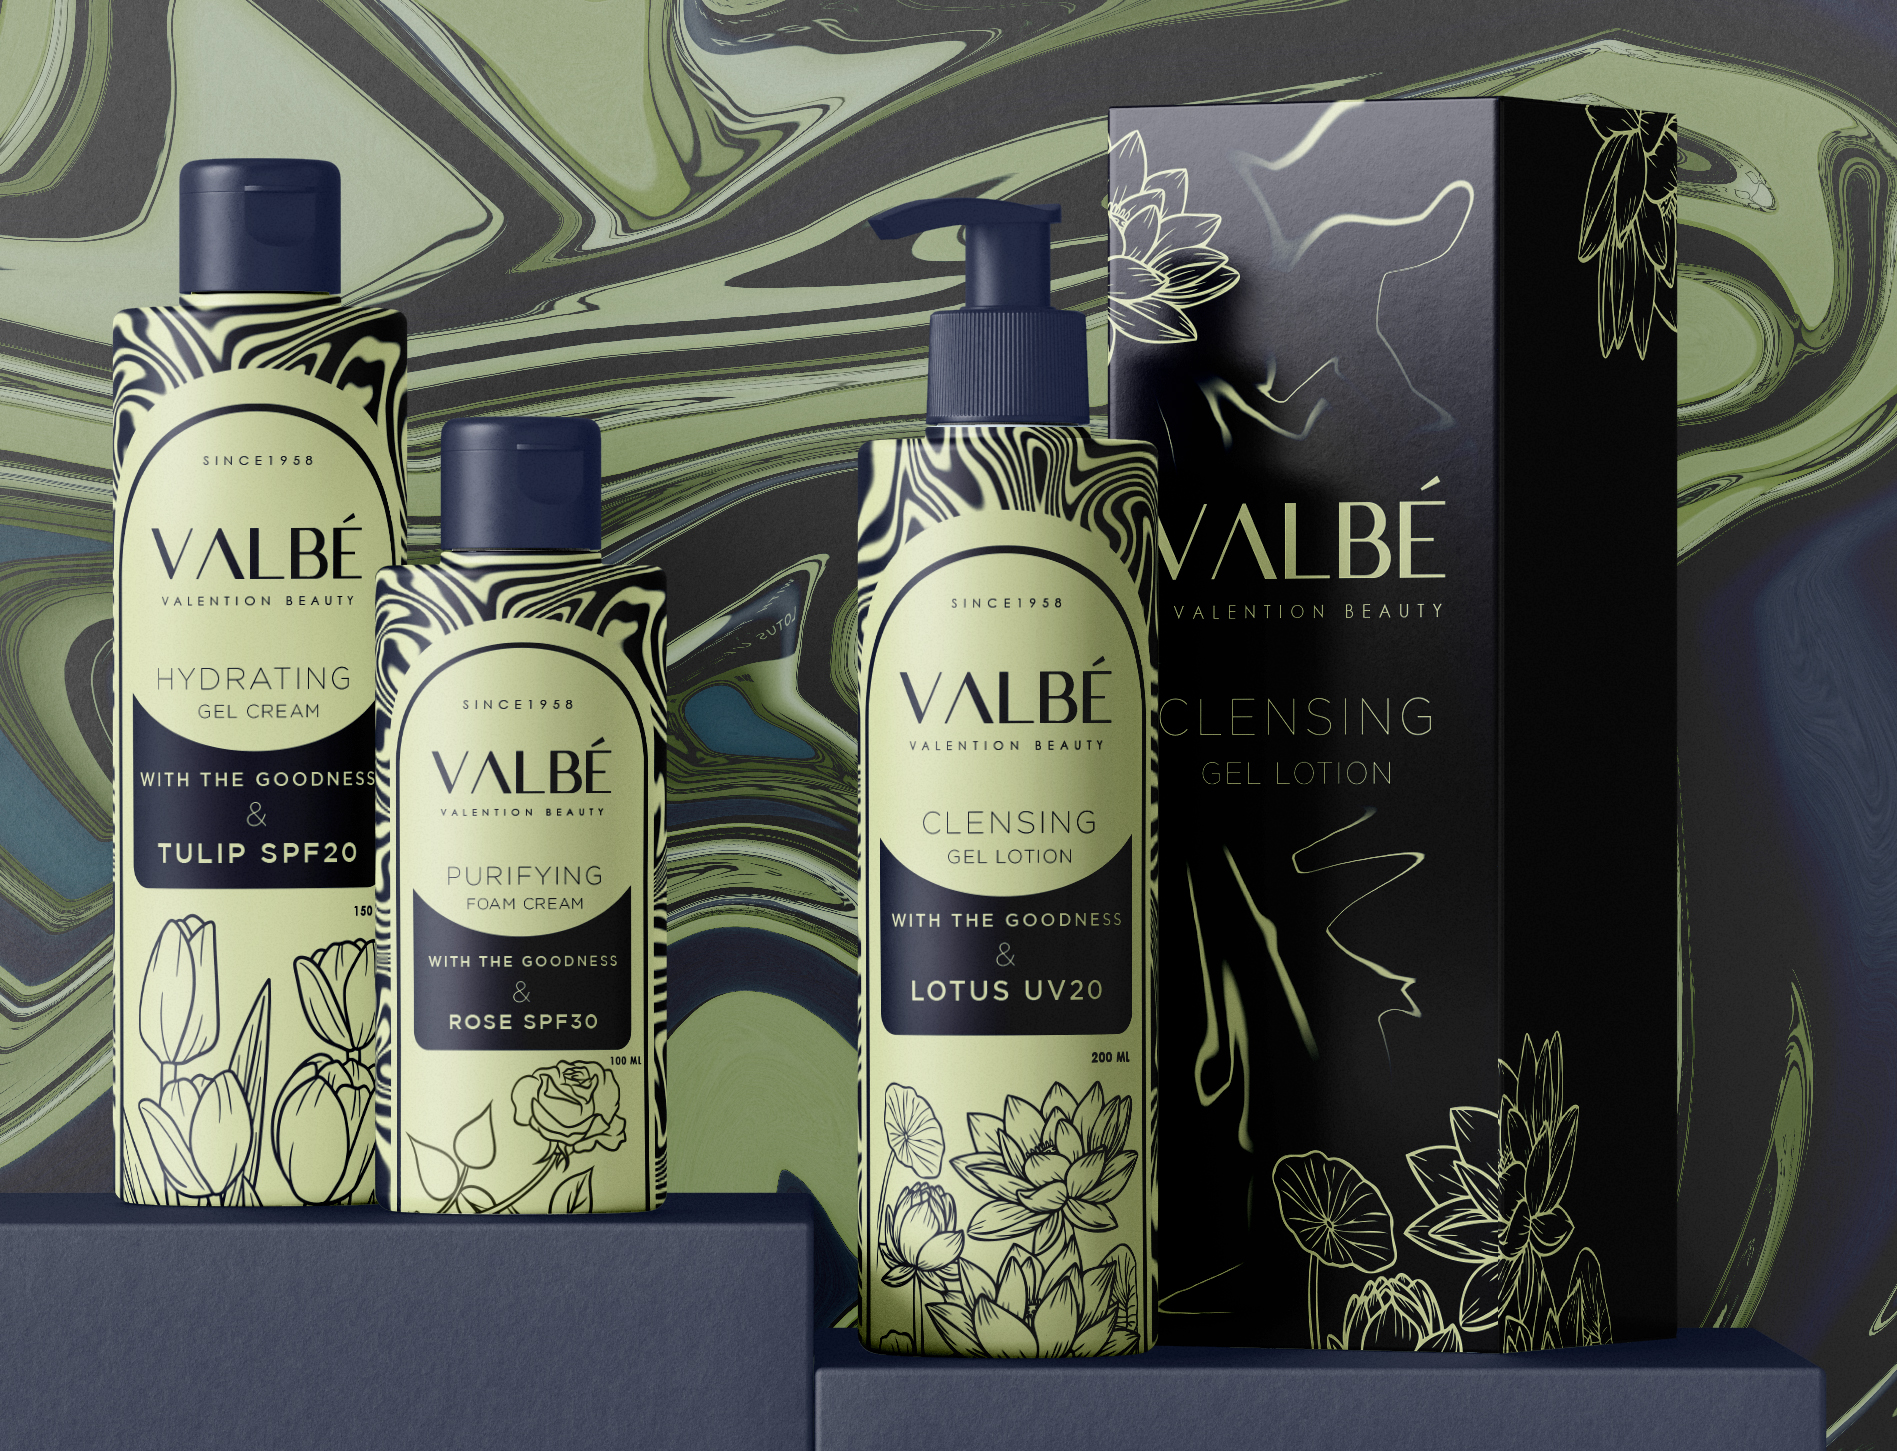 SINCE1958
VALBÉ
VALENTION BEAUTY
HYDRATING
GEL CREAM
WITH THE GOODNESS
&
TULIP SPF20
150
SINCE1958
VALBÉ
VALENTION BEAUTY
PURIFYING
FOAM CREAM
WITH THE GOODNESS
&
ROSE SPF30
100 ML
SINCE1958
VALBÉ
VALENTION BEAUTY
CLENSING
GEL LOTION
WITH THE GOODNESS
&
LOTUS UV20
200 ML
VALBÉ
VALENTION BEAUTY
CLENSING
GEL LOTION
ROSE
LOTUS